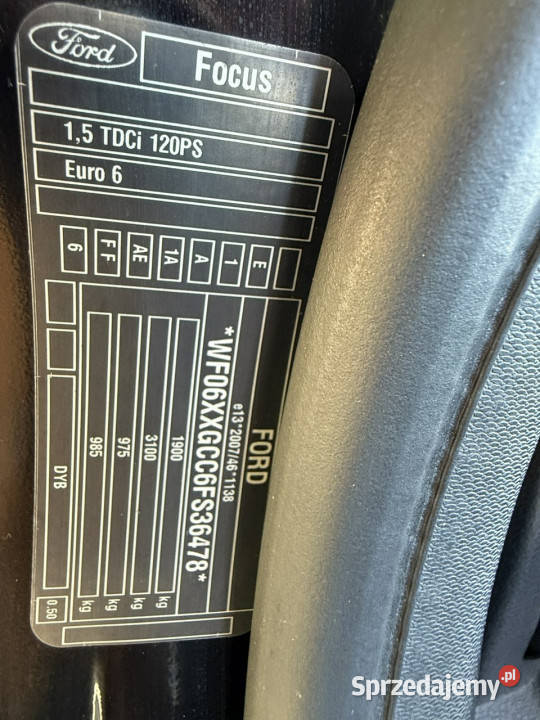 Ford
Focus
1,5 TDCi 120PS
Euro 6
FORD
e13*2007/46*1138
*WF06XXGCC6FS36478*
1900 kg
3100 kg
975 kg
985 kg
E 1 A 1A AE FF 6
DYB
0.50
Sprzedajemy.pl